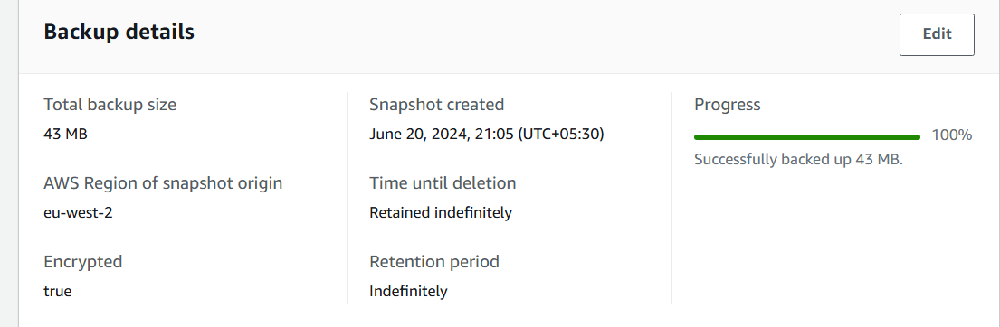 Backup details
Edit
Total backup size
43 MB
AWS Region of snapshot origin
eu-west-2
Encrypted
true
Snapshot created
June 20, 2024, 21:05 (UTC+05:30)
Time until deletion
Retained indefinitely
Retention period
Indefinitely
Progress
100%
Successfully backed up 43 MB.